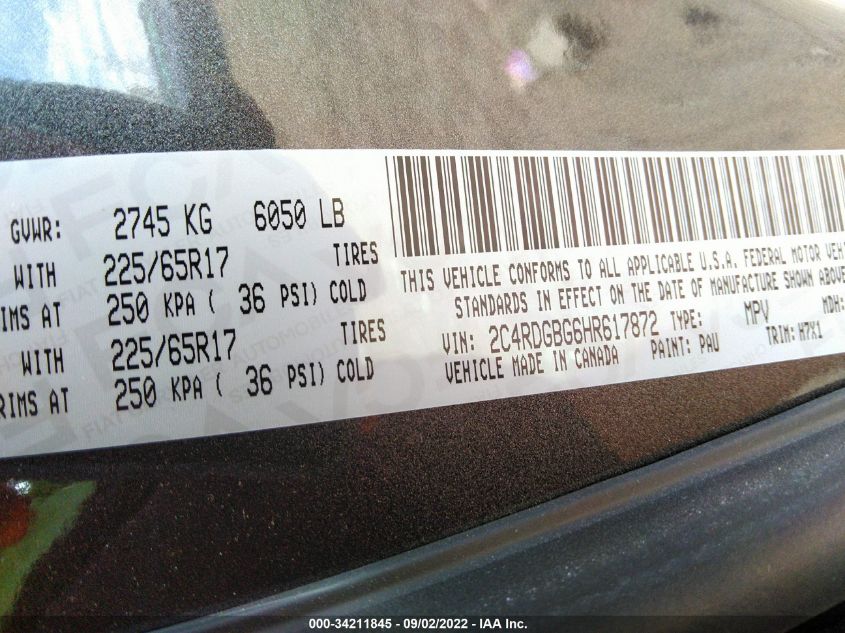 GVWR: 2745 KG 6050 LB
WITH 225/65R17 TIRES
RIMS AT 250 KPA ( 36 PSI) COLD
WITH 225/65R17 TIRES
RIMS AT 250 KPA ( 36 PSI) COLD
THIS VEHICLE CONFORMS TO ALL APPLICABLE U.S.A. FEDERAL MOTOR VEHI
STANDARDS IN EFFECT ON THE DATE OF MANUFACTURE SHOWN ABOVE
VIN: 2C4RDGBG6HR617872 TYPE: MPV MDH:
VEHICLE MADE IN CANADA PAINT: PAU TRIM: H7X1
000-34211845 - 09/02/2022 - IAA Inc.